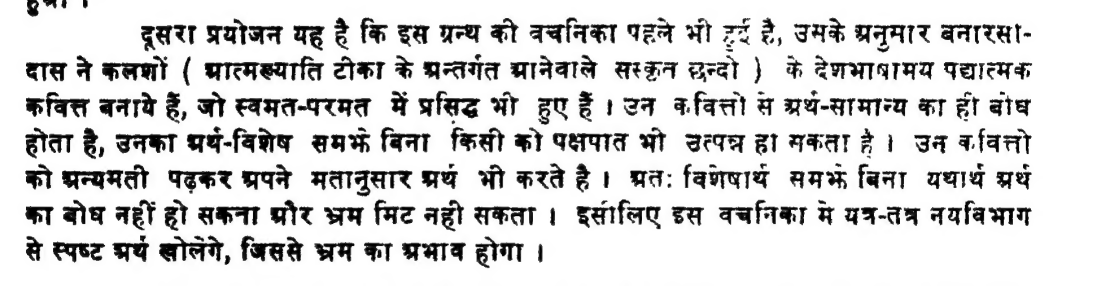 हुआ ।
दूसरा प्रयोजन यह है कि इस ग्रन्थ की वचनिका पहले भी हुई है, उमके अनुमार बनारसी-
दास ने कलशों ( आत्मख्याति टीका के अन्तर्गत आनेवाले सस्कृन छन्दो ) के देशभाषामय पद्यात्मक
कवित्त बनाये हैं, जो स्वमत-परमत में प्रसिद्ध भी हुए हैं । उन कवित्तो से अर्थ-सामान्य का ही बोध
होता है, उनका अर्थ-विशेष समझे बिना किसी को पक्षपात भी उत्पन्न हा मकता है । उन कवित्तो
को अन्यमती पढ़कर अपने मतानुसार अर्थ भी करते है । अतः विशेषार्थ समझे बिना यथार्थ अर्थ
का बोध नहीं हो सकना और भ्रम मिट नही सकता । इसीलिए इस वचनिका मे यत्र-तत्र नयविभाग
से स्पष्ट अर्थ खोलेंगे, जिससे भ्रम का अभाव होगा ।